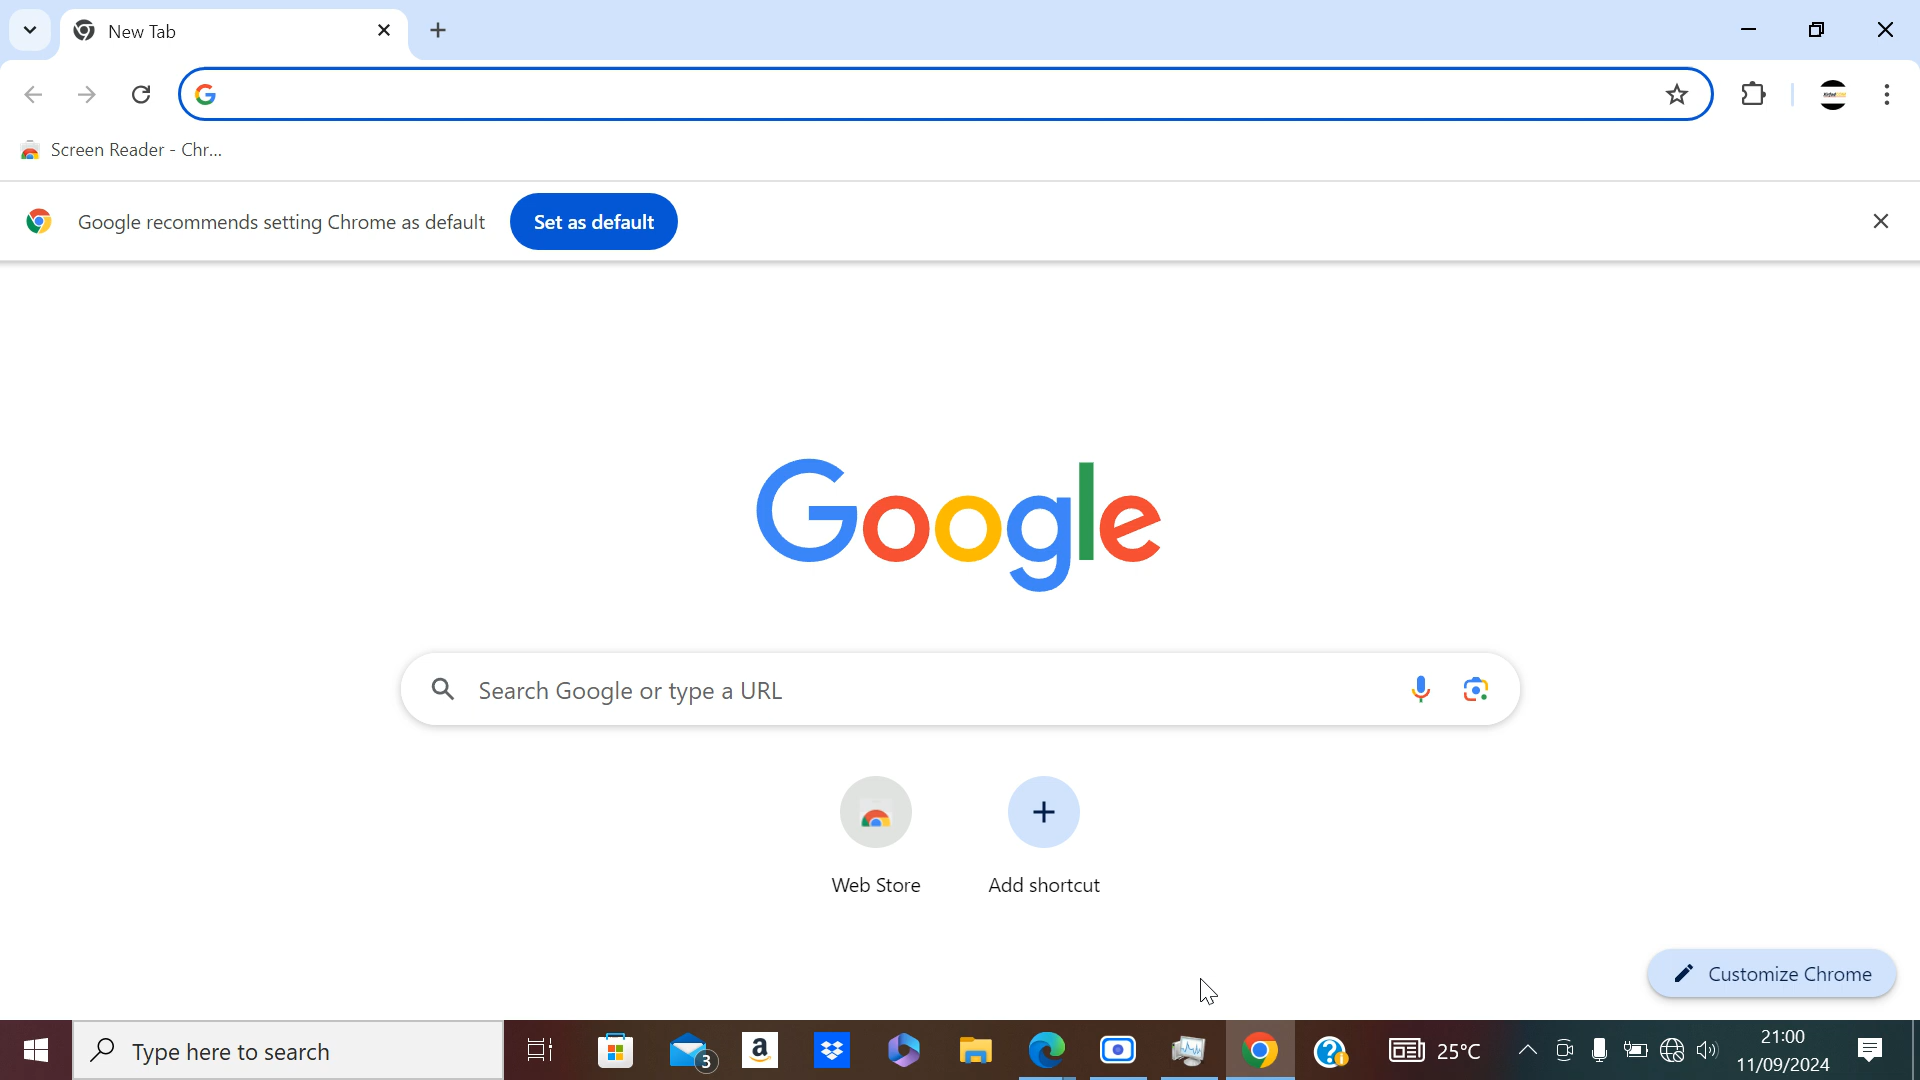 New Tab
Screen Reader - Chr...
Google recommends setting Chrome as default
Set as default
Google
Search Google or type a URL
Web Store
Add shortcut
Customize Chrome
Type here to search
3
a
25°C
21:00
11/09/2024